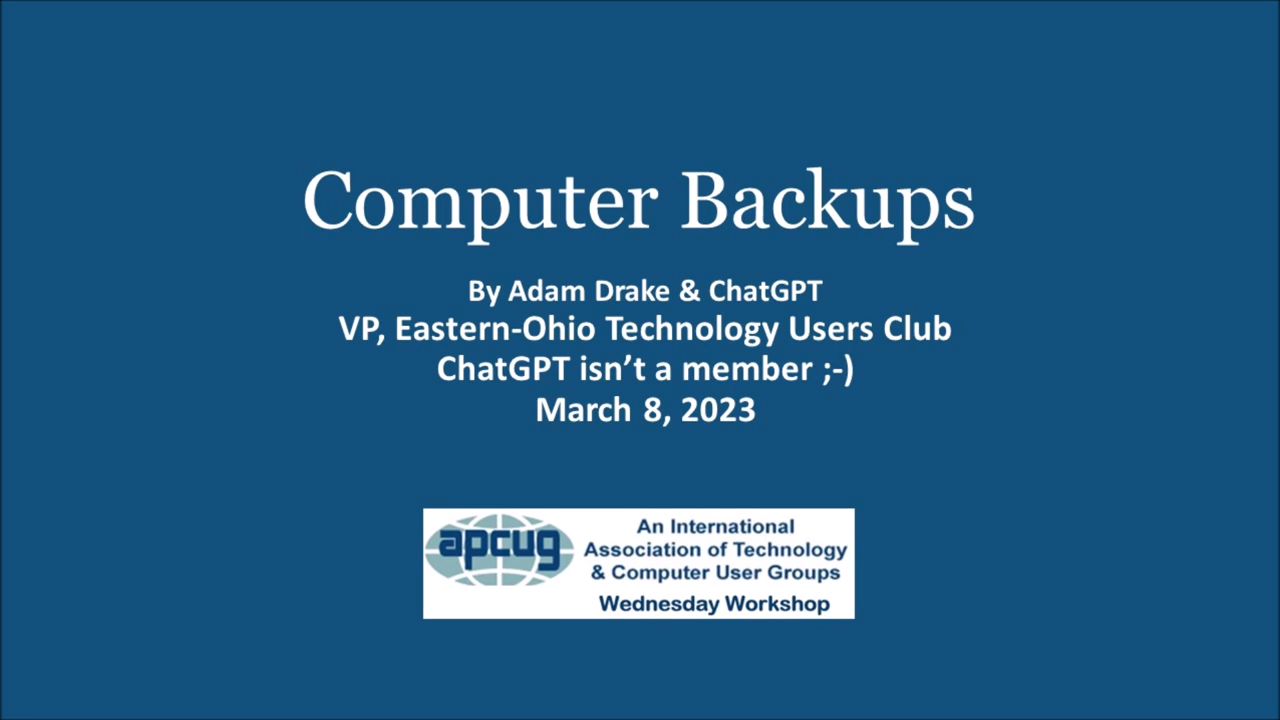 Computer Backups
By Adam Drake & ChatGPT
VP, Eastern-Ohio Technology Users Club
ChatGPT isn’t a member ;-)
March 8, 2023
apcug
An International
Association of Technology
& Computer User Groups
Wednesday Workshop